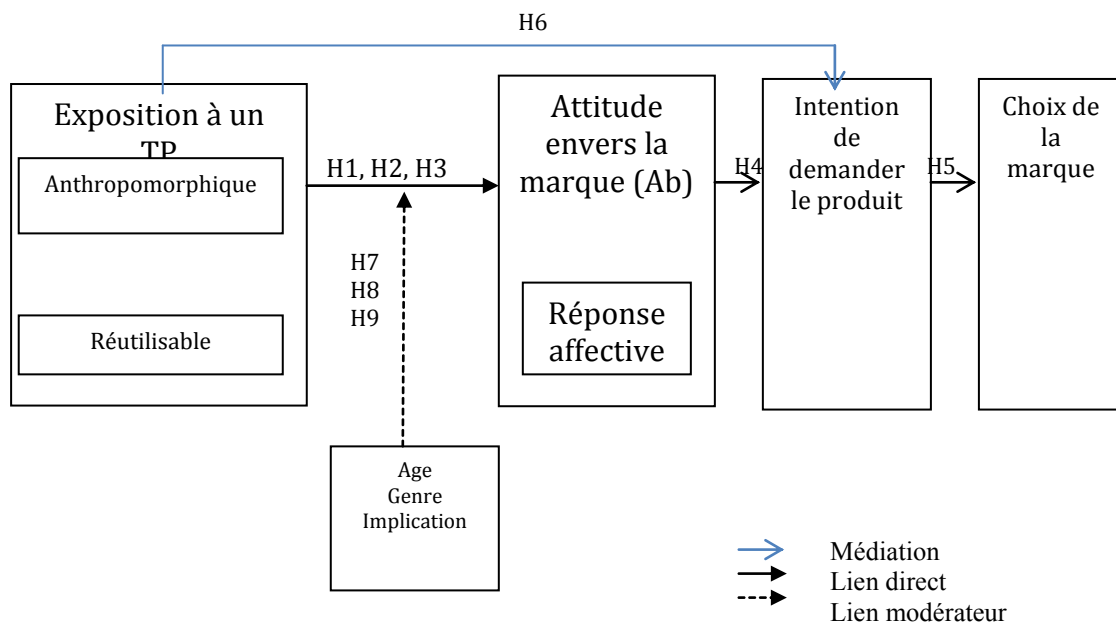 H6
Exposition à un
TP
Anthropomorphique
Réutilisable
H1, H2, H3
H7
H8
H9
Age
Genre
Implication
Attitude
envers la
marque (Ab)
Réponse
affective
H4
Intention
de
demander
le produit
H5
Choix de
la
marque
Médiation
Lien direct
Lien modérateur